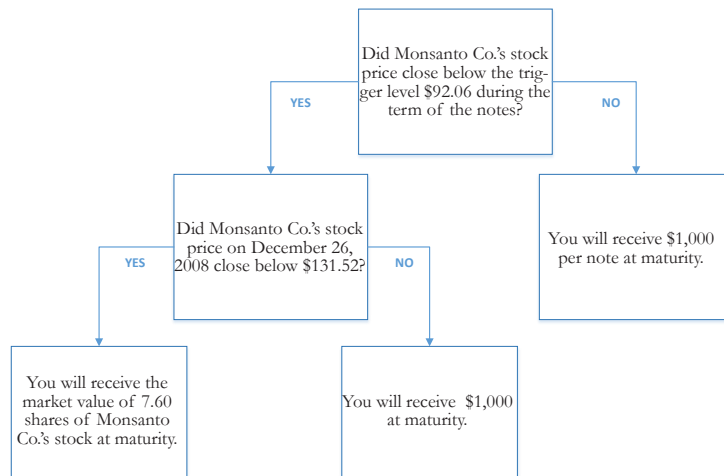 Did Monsanto Co.'s stock
price close below the trig-
ger level $92.06 during the
term of the notes?
YES
NO
Did Monsanto Co.'s stock
price on December 26,
2008 close below $131.52?
You will receive $1,000
per note at maturity.
YES
NO
You will receive the
market value of 7.60
shares of Monsanto
Co.'s stock at maturity.
You will receive  $1,000
at maturity.